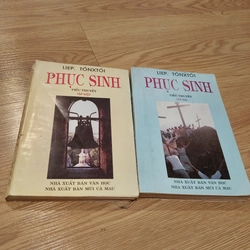 LIEP. TÔNXTÔI
PHỤC SINH
TIỂU THUYẾT
NHÀ XUẤT BẢN VĂN HỌC
NHÀ XUẤT BẢN MŨI CÀ MAU
LIEP. TÔNXTÔI
PHỤC SINH
TIỂU THUYẾT
NHÀ XUẤT BẢN VĂN HỌC
NHÀ XUẤT BẢN MŨI CÀ MAU